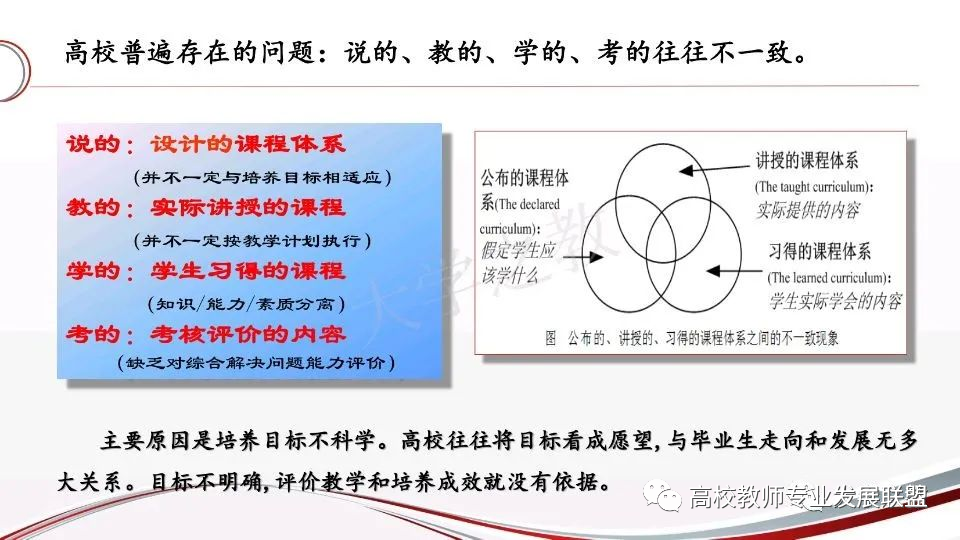 高校普遍存在的问题：说的、教的、学的、考的往往不一致。
说的：设计的课程体系
(并不一定与培养目标相适应)
教的：实际讲授的课程
(并不一定按教学计划执行)
学的：学生习得的课程
(知识/能力/素质分离)
考的：考核评价的内容
(缺乏对综合解决问题能力评价)
公布的课程体
系(The declared
curriculum):
假定学生应
该学什么
讲授的课程体系
(The taught curriculum):
实际提供的内容
习得的课程体系
(The learned curriculum):
学生实际学会的内容
图 公布的、讲授的、习得的课程体系之间的不一致现象
大学之教
主要原因是培养目标不科学。高校往往将目标看成愿望,与毕业生走向和发展无多
大关系。目标不明确,评价教学和培养成效就没有依据。
高校教师专业发展联盟